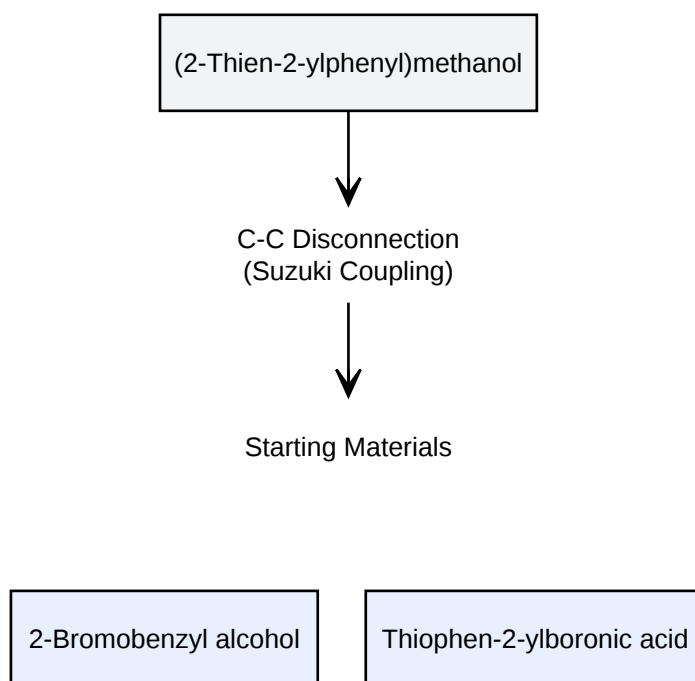 (2-Thien-2-ylphenyl)methanol
C-C Disconnection
(Suzuki Coupling)
Starting Materials
2-Bromobenzyl alcohol
Thiophen-2-ylboronic acid